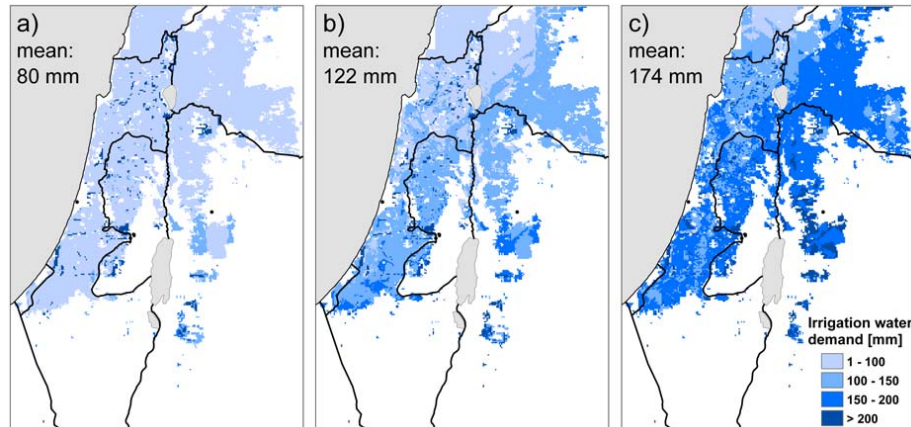 a)
mean:
80 mm
b)
mean:
122 mm
c)
mean:
174 mm
Irrigation water
demand [mm]
1 - 100
100 - 150
150 - 200
> 200